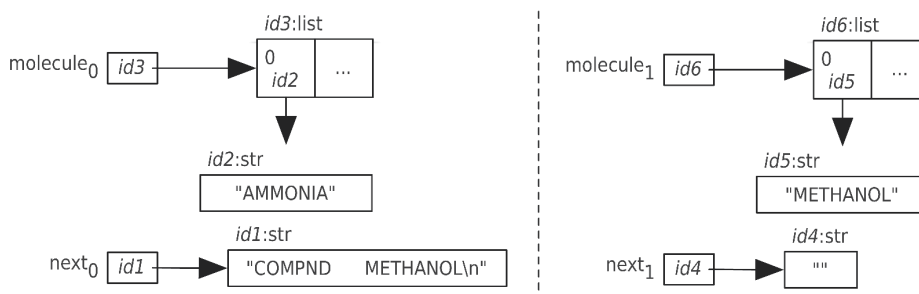 id3:list
molecule0 id3 0 ...
id2
id2:str
"AMMONIA"
id1:str
next0 id1 "COMPND METHANOL\n"
id6:list
molecule1 id6 0 ...
id5
id5:str
"METHANOL"
id4:str
next1 id4 ""